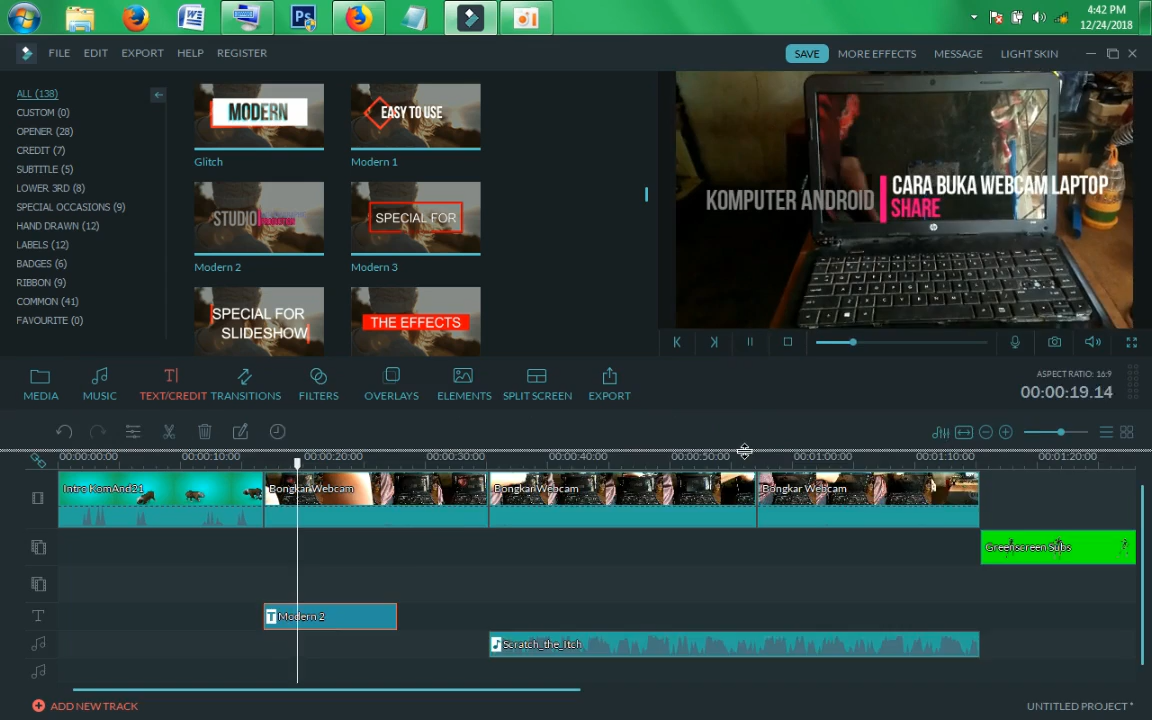 4:42 PM
12/24/2018
FILE EDIT EXPORT HELP REGISTER
SAVE MORE EFFECTS MESSAGE LIGHT SKIN
ALL (138)
CUSTOM (0)
OPENER (28)
CREDIT (7)
SUBTITLE (5)
LOWER 3RD (8)
SPECIAL OCCASIONS (9)
HAND DRAWN (12)
LABELS (12)
BADGES (6)
RIBBON (9)
COMMON (41)
FAVOURITE (0)
MODERN
EASY TO USE
Glitch
Modern 1
STUDIO
SPECIAL FOR
Modern 2
Modern 3
SPECIAL FOR
SLIDESHOW
THE EFFECTS
KOMPUTER ANDROID
CARA BUKA WEBCAM LAPTOP
SHARE
hp
MEDIA MUSIC TEXT/CREDIT TRANSITIONS FILTERS OVERLAYS ELEMENTS SPLIT SCREEN EXPORT
ASPECT RATIO: 16:9
00:00:19.14
00:00:00:00 00:00:10:00 00:00:20:00 00:00:30:00 00:00:40:00 00:00:50:00 00:01:00:00 00:01:10:00 00:01:20:00
Intro KomAnd21
Bongkar Webcam
Bongkar Webcam
Bongkar Webcam
Greenscreen Subs
T Modern 2
Scratch_the_Itch
ADD NEW TRACK
UNTITLED PROJECT *